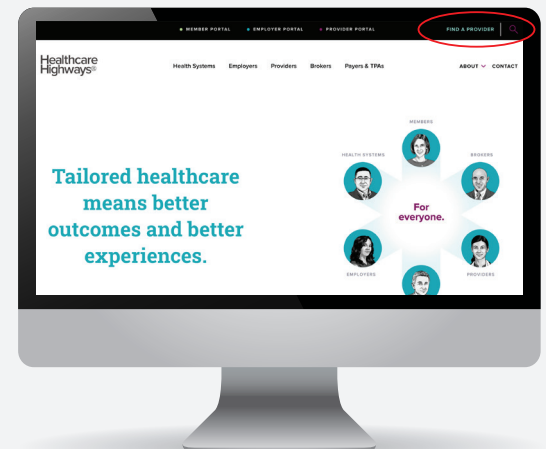 MEMBER PORTAL EMPLOYER PORTAL PROVIDER PORTAL FIND A PROVIDER
Healthcare
Highways®
Health Systems Employers Providers Brokers Payers & TPAs ABOUT CONTACT
MEMBERS
HEALTH SYSTEMS
BROKERS
Tailored healthcare
means better
outcomes and better
experiences.
For
everyone.
EMPLOYERS
PROVIDERS